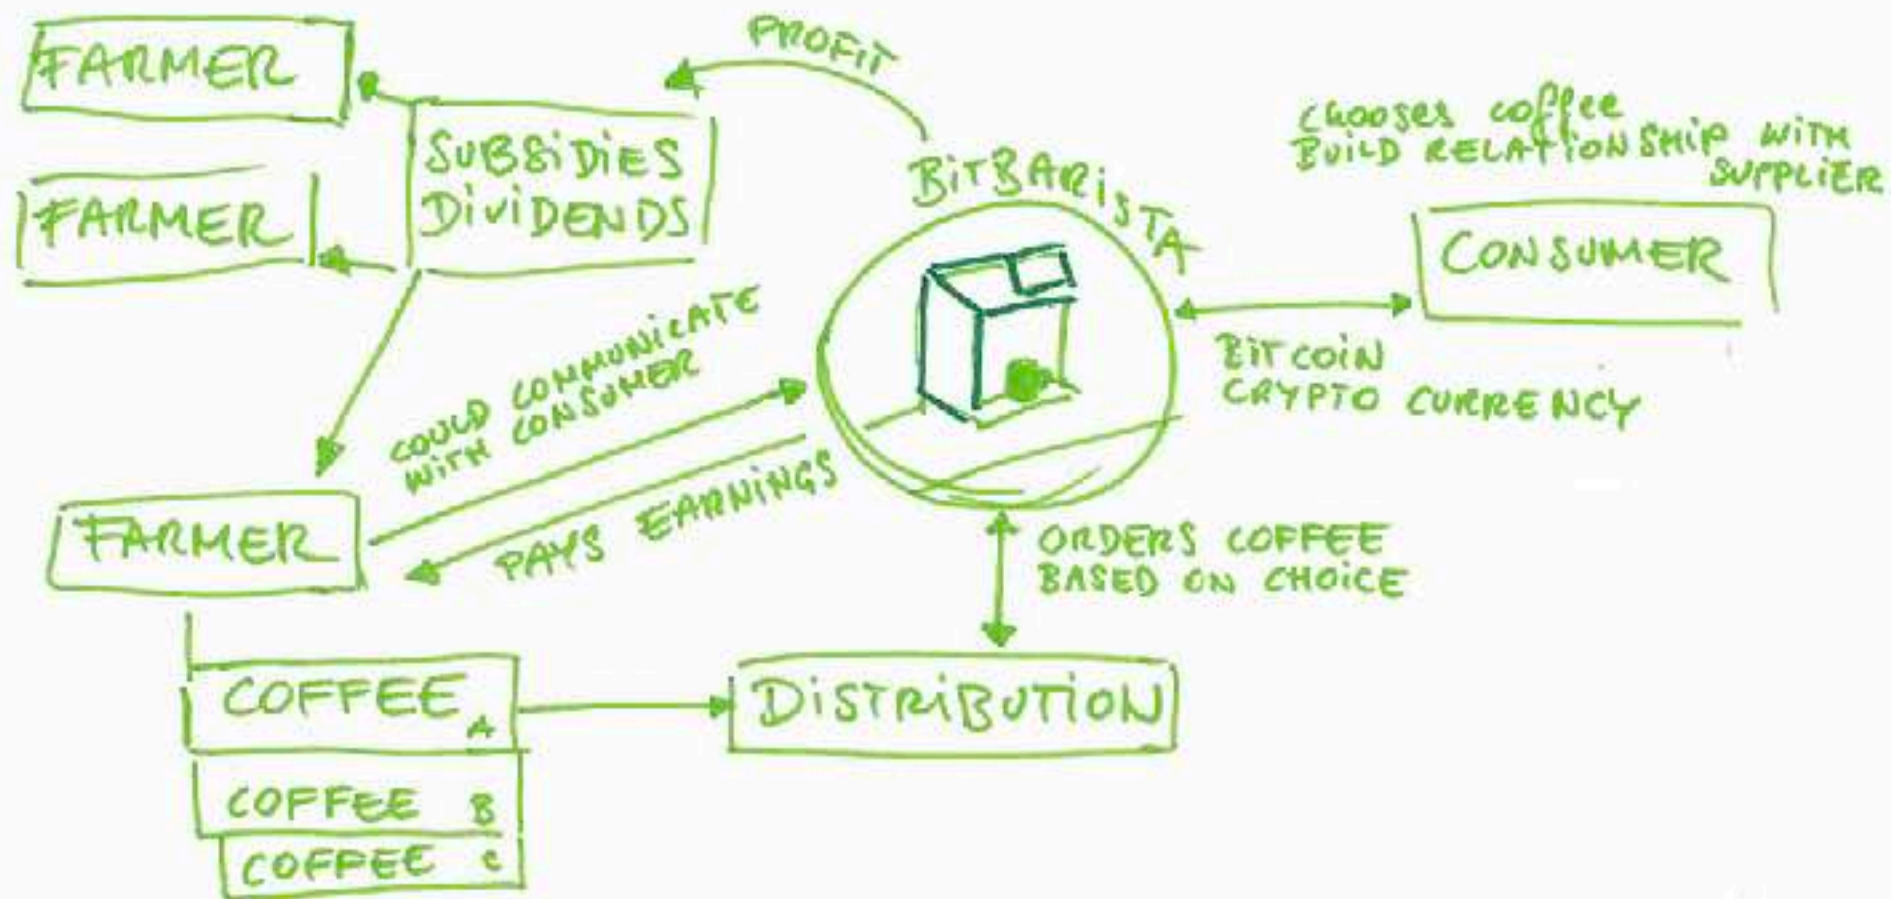 FARMER
FARMER
SUBSIDIES
DIVIDENDS
PROFIT
BITBARISTA
CHOOSES COFFEE
BUILD RELATIONSHIP WITH
SUPPLIER
CONSUMER
BITCOIN
CRYPTO CURRENCY
COULD COMMUNICATE
WITH CONSUMER
PAYS EARNINGS
FARMER
ORDERS COFFEE
BASED ON CHOICE
COFFEE A
COFFEE B
COFFEE C
DISTRIBUTION